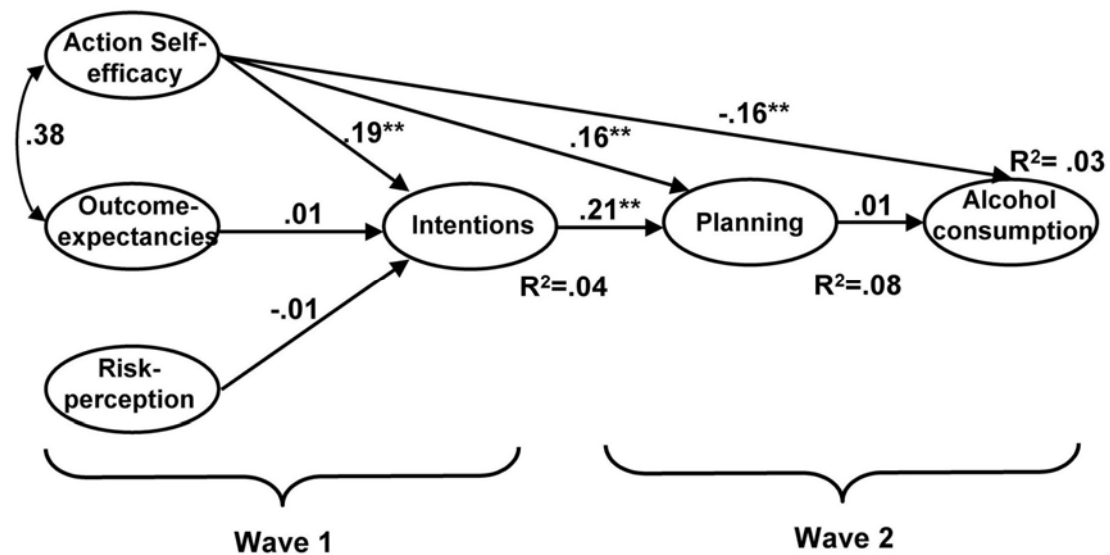 Action Self-
efficacy
.38
.19**
.16**
-.16**
R²= .03
Outcome-
expectancies
.01
Intentions
.21**
Planning
.01
Alcohol
consumption
R²=.04
R²=.08
-.01
Risk-
perception
Wave 1
Wave 2